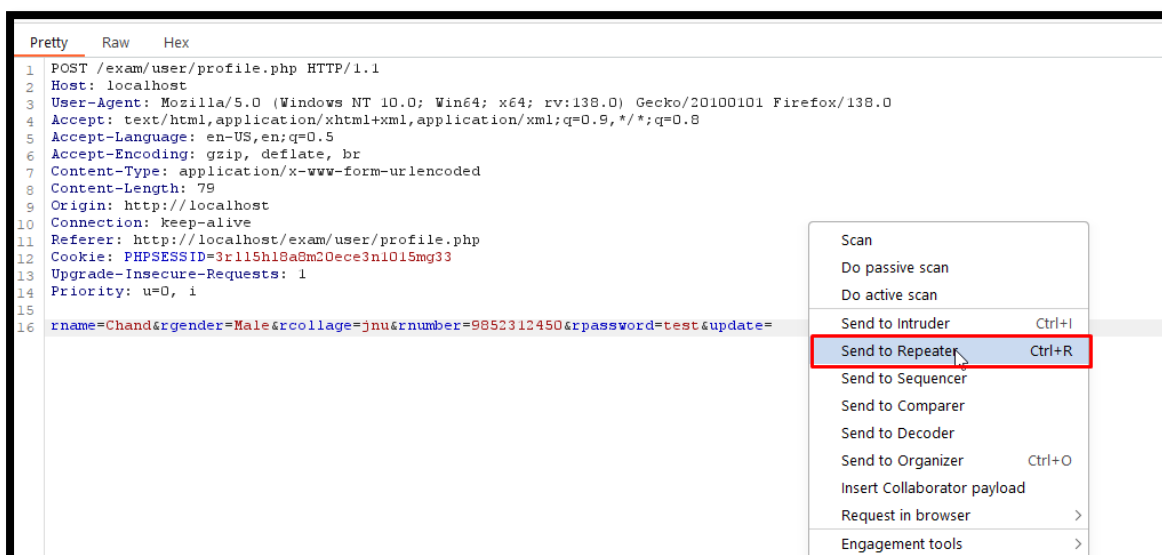 Pretty Raw Hex
1 POST /exam/user/profile.php HTTP/1.1
2 Host: localhost
3 User-Agent: Mozilla/5.0 (Windows NT 10.0; Win64; x64; rv:138.0) Gecko/20100101 Firefox/138.0
4 Accept: text/html,application/xhtml+xml,application/xml;q=0.9,*/*;q=0.8
5 Accept-Language: en-US,en;q=0.5
6 Accept-Encoding: gzip, deflate, br
7 Content-Type: application/x-www-form-urlencoded
8 Content-Length: 79
9 Origin: http://localhost
10 Connection: keep-alive
11 Referer: http://localhost/exam/user/profile.php
12 Cookie: PHPSESSID=3rl15hl8a8m20ece3n1015mg33
13 Upgrade-Insecure-Requests: 1
14 Priority: u=0, i
15
16 rname=Chand&rgender=Male&rcollage=jnu&rnumber=9852312450&rpassword=test&update=
Scan
Do passive scan
Do active scan
Send to Intruder Ctrl+I
Send to Repeater Ctrl+R
Send to Sequencer
Send to Comparer
Send to Decoder
Send to Organizer Ctrl+O
Insert Collaborator payload
Request in browser
Engagement tools